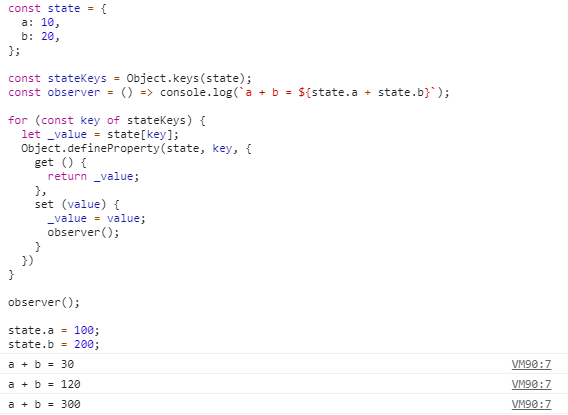 const state = {
  a: 10,
  b: 20,
};
const stateKeys = Object.keys(state);
const observer = () => console.log(`a + b = ${state.a + state.b}`);
for (const key of stateKeys) {
  let _value = state[key];
  Object.defineProperty(state, key, {
    get () {
      return _value;
    },
    set (value) {
      _value = value;
      observer();
    }
  })
}
observer();
state.a = 100;
state.b = 200;
a + b = 30 VM90:7
a + b = 120 VM90:7
a + b = 300 VM90:7